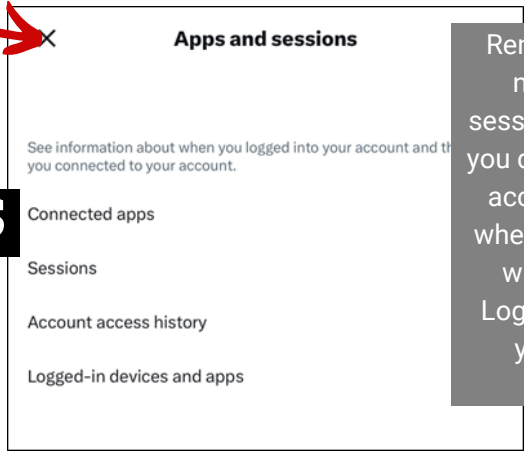 Apps and sessions
See information about when you logged into your account and
you connected to your account.
Connected apps
Sessions
Account access history
Logged-in devices and apps
you